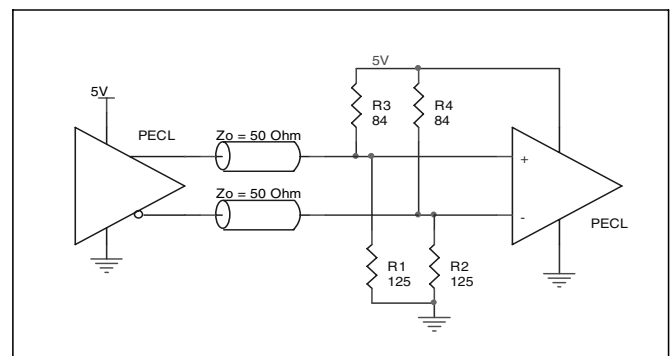 5V
5V
PECL
R3
84
R4
84
Zo = 50 Ohm
+
Zo = 50 Ohm
-
PECL
R1
125
R2
125